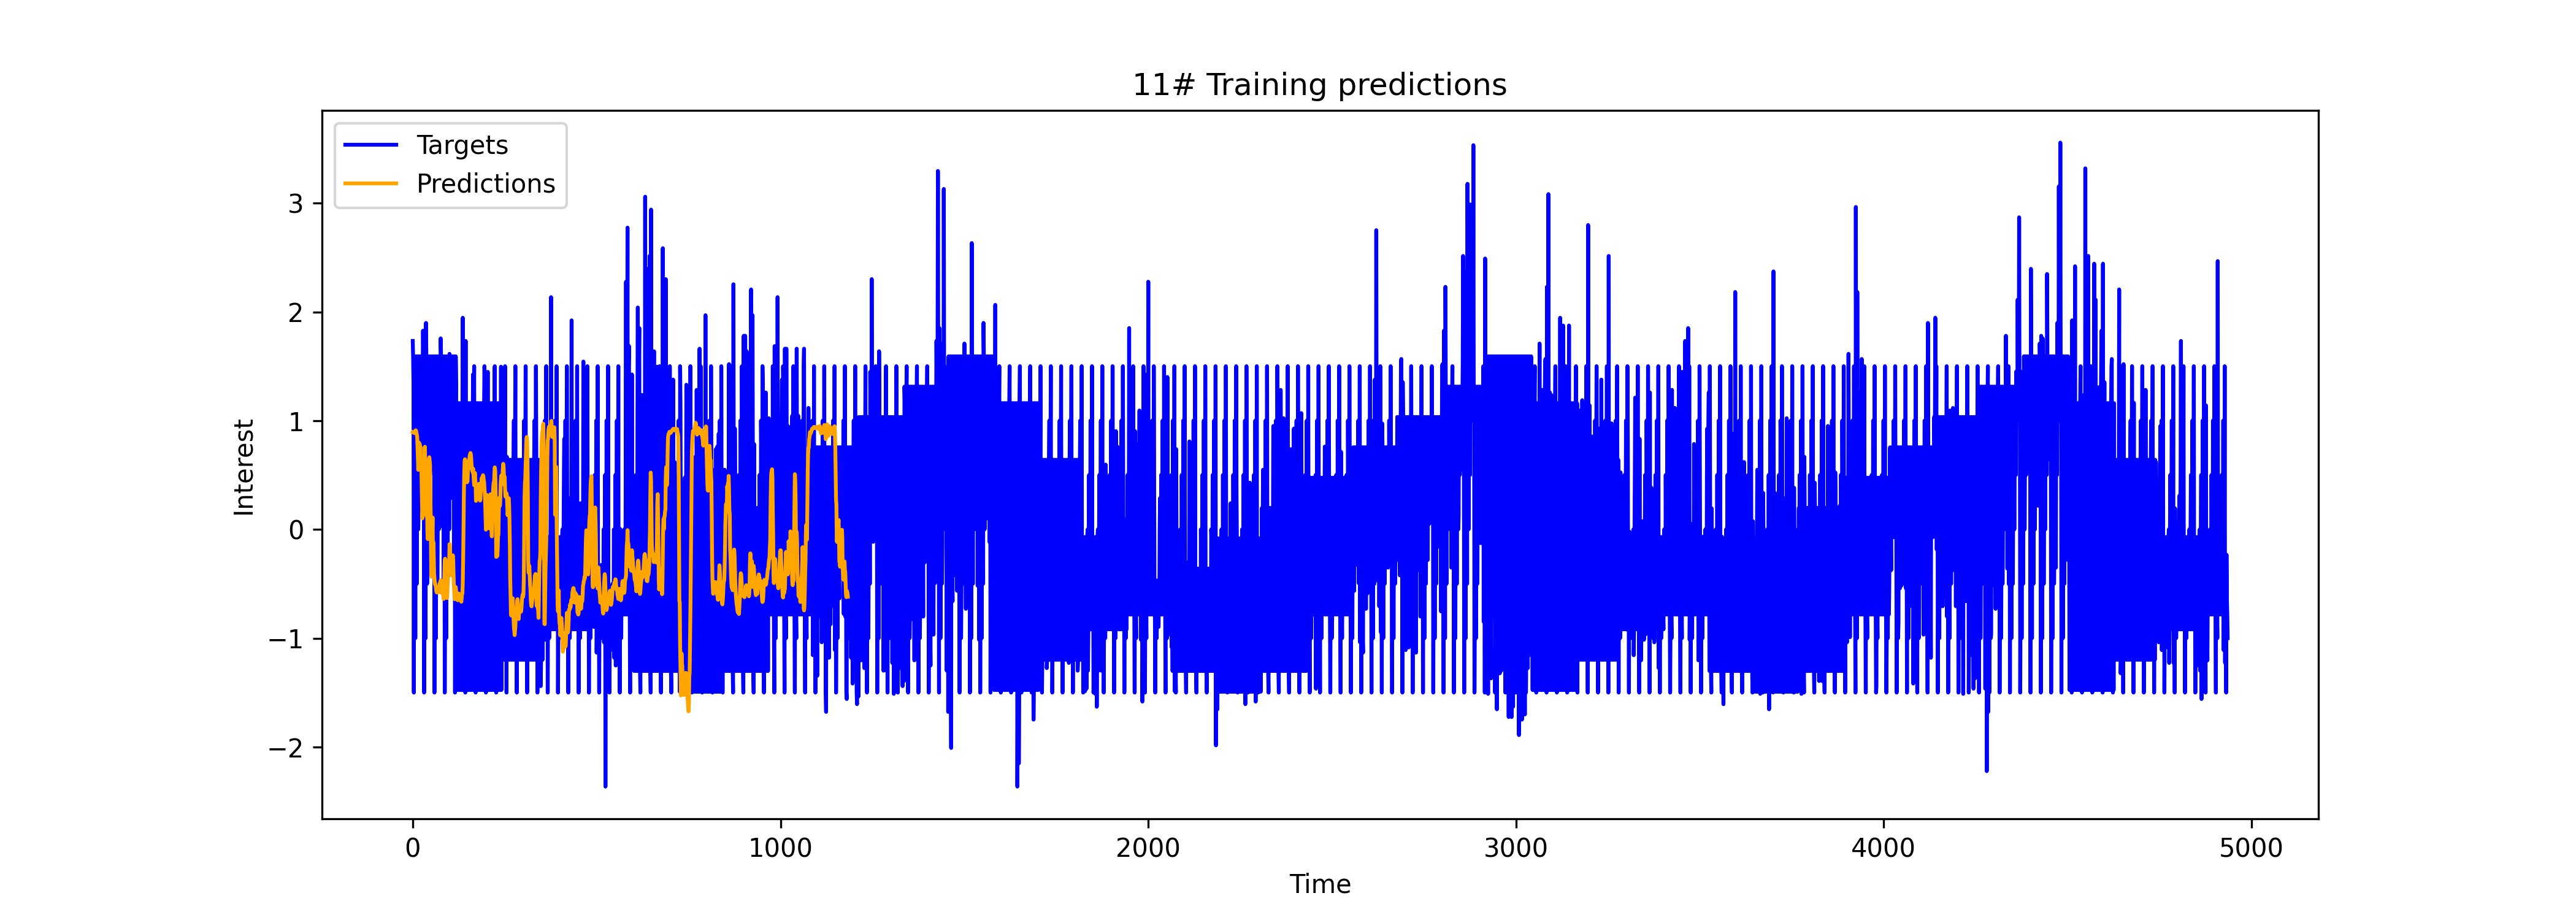 11# Training predictions
Targets
Predictions
3
2
1
0
−1
−2
Interest
0 1000 2000 3000 4000 5000
Time